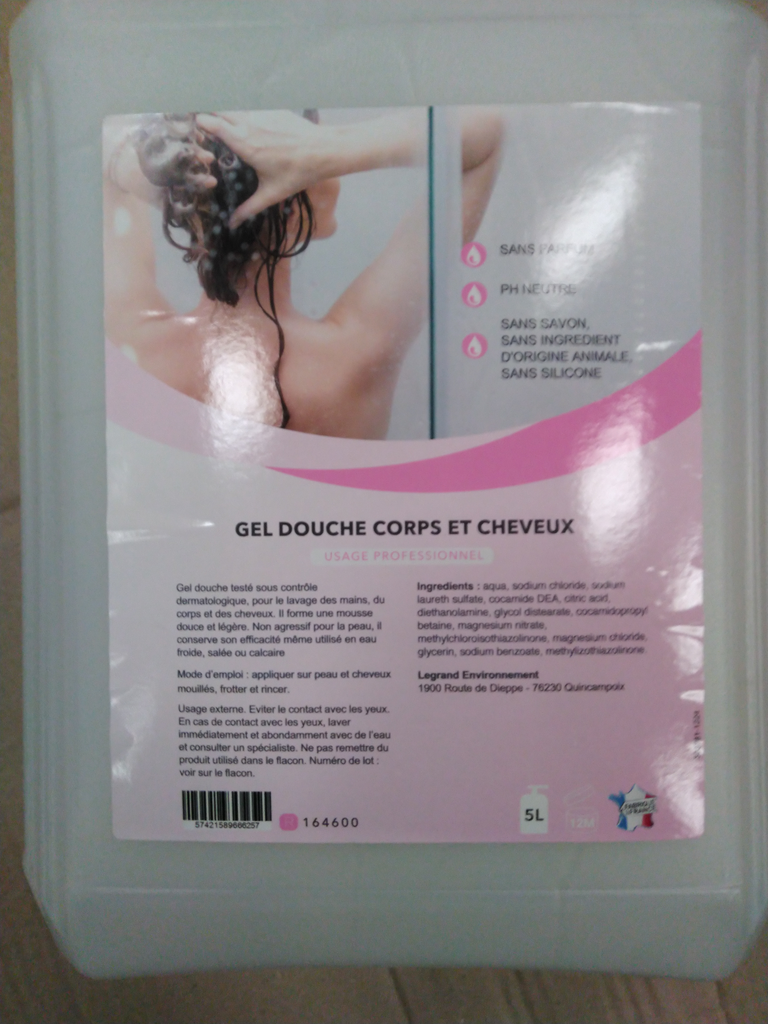 SANS PARFUM
PH NEUTRE
SANS SAVON,
SANS INGREDIENT
D'ORIGINE ANIMALE,
SANS SILICONE
GEL DOUCHE CORPS ET CHEVEUX
USAGE PROFESSIONNEL
Gel douche testé sous contrôle
dermatologique, pour le lavage des mains, du
corps et des cheveux. Il forme une mousse
douce et légère. Non agressif pour la peau, il
conserve son efficacité même utilisé en eau
froide, salée ou calcaire
Mode d'emploi : appliquer sur peau et cheveux
mouillés, frotter et rincer.
Usage externe. Eviter le contact avec les yeux.
En cas de contact avec les yeux, laver
immédiatement et abondamment avec de l'eau
et consulter un spécialiste. Ne pas remettre du
produit utilisé dans le flacon. Numéro de lot :
voir sur le flacon.
Ingredients : aqua, sodium chloride, sodium
laureth sulfate, cocamide DEA, citric acid,
diethanolamine, glycol distearate, cocamidopropyl
betaine, magnesium nitrate,
methylchloroisothiazolinone, magnesium chloride,
glycerin, sodium benzoate, methylizothiazolinone
Legrand Environnement
1900 Route de Dieppe - 76230 Quincampoix
57421589666257
164600
5L
12M
FABRIQUÉ
FRANCE